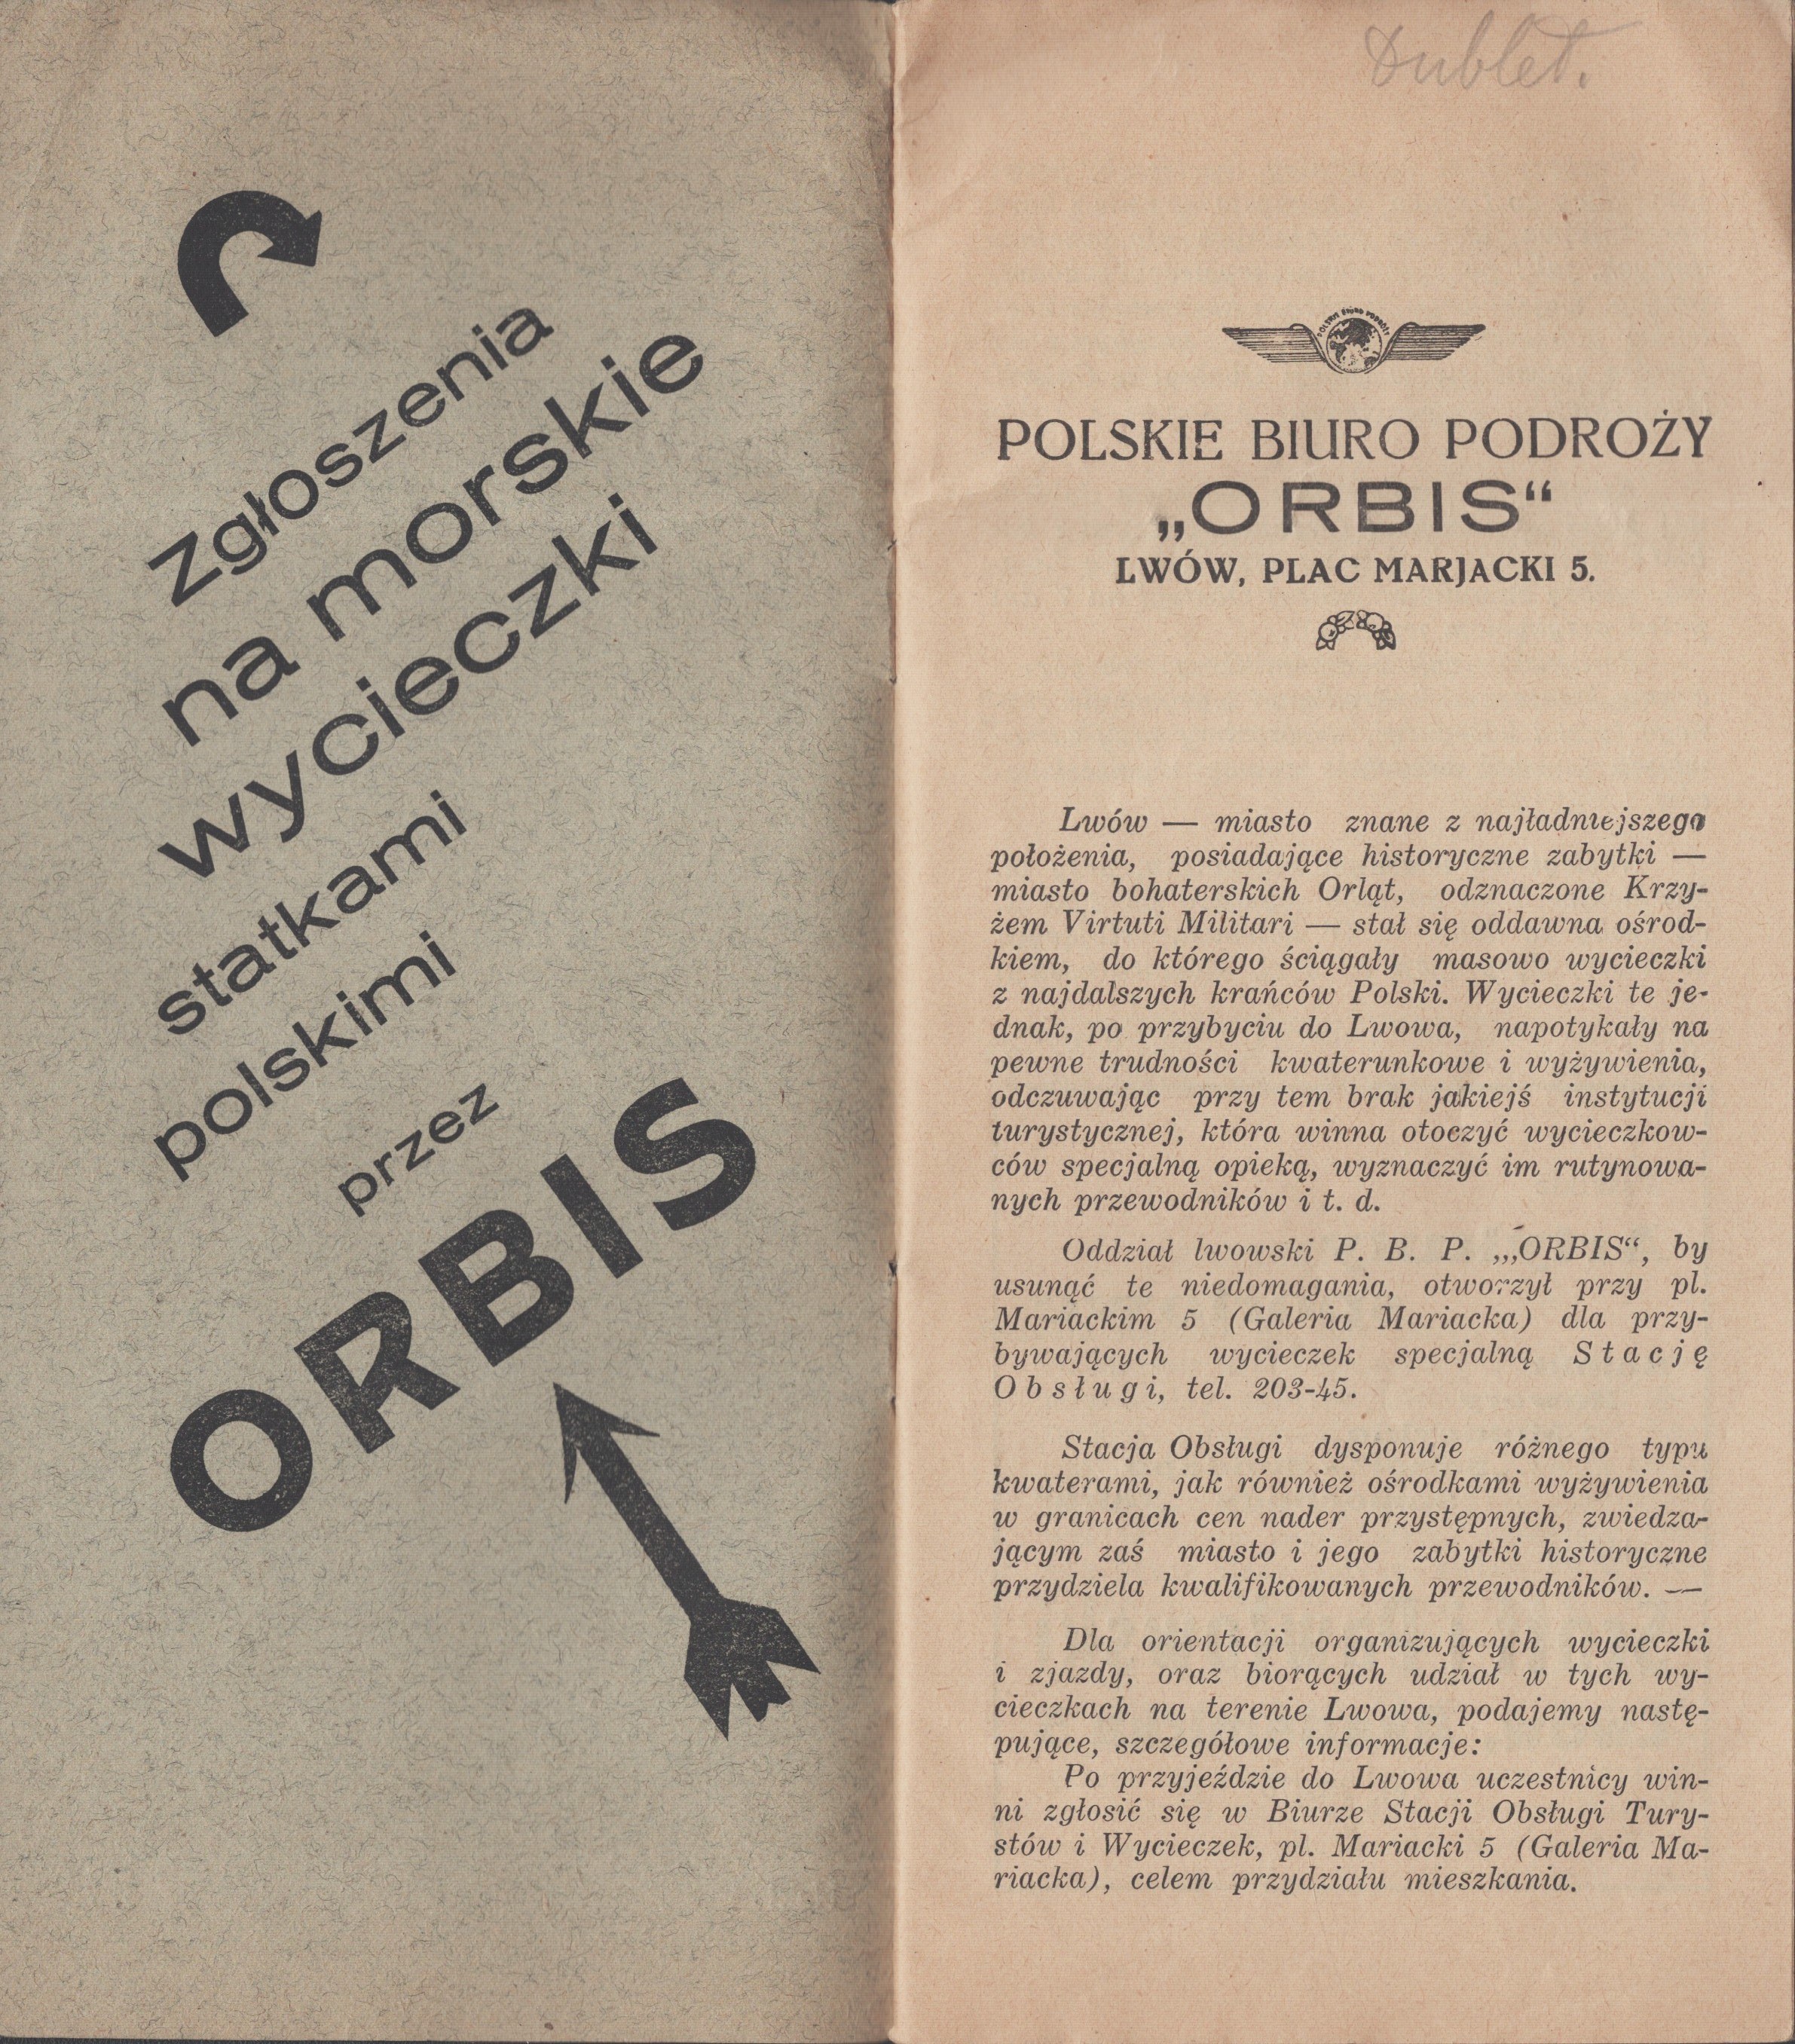 Zgłoszenia
na morskie
wycieczki
statkami
polskimi
przez
ORBIS
Dublet.
POLSKIE BIURO PODRÓŻY
POLSKIE BIURO PODROŻY
„ORBIS“
LWÓW, PLAC MARJACKI 5.
Lwów — miasto znane z najładniejszego
położenia, posiadające historyczne zabytki —
miasto bohaterskich Orląt, odznaczone Krzy-
żem Virtuti Militari — stał się oddawna ośrod-
kiem, do którego ściągały masowo wycieczki
z najdalszych krańców Polski. Wycieczki te je-
dnak, po przybyciu do Lwowa, napotykały na
pewne trudności kwaterunkowe i wyżywienia,
odczuwając przy tem brak jakiejś instytucji
turystycznej, która winna otoczyć wycieczkow-
ców specjalną opieką, wyznaczyć im rutynowa-
nych przewodników i t. d.
Oddział lwowski P. B. P. „,ORBIS“, by
usunąć te niedomagania, otworzył przy pl.
Mariackim 5 (Galeria Mariacka) dla przy-
bywających wycieczek specjalną Stację
Obsługi, tel. 203-45.
Stacja Obsługi dysponuje różnego typu
kwaterami, jak również ośrodkami wyżywienia
w granicach cen nader przystępnych, zwiedza-
jącym zaś miasto i jego zabytki historyczne
przydziela kwalifikowanych przewodników. —
Dla orientacji organizujących wycieczki
i zjazdy, oraz biorących udział w tych wy-
cieczkach na terenie Lwowa, podajemy nastę-
pujące, szczegółowe informacje:
Po przyjeździe do Lwowa uczestnicy win-
ni zgłosić się w Biurze Stacji Obsługi Tury-
stów i Wycieczek, pl. Mariacki 5 (Galeria Ma-
riacka), celem przydziału mieszkania.